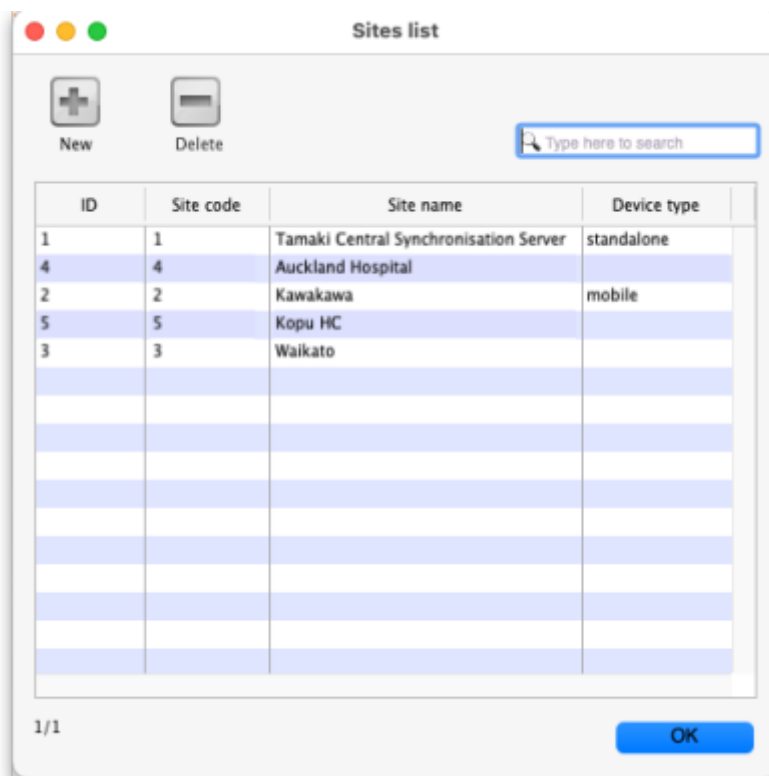 Sites list
New Delete
Type here to search
ID Site code Site name Device type
1 1 Tamaki Central Synchronisation Server standalone
4 4 Auckland Hospital
2 2 Kawakawa mobile
5 5 Kopu HC
3 3 Waikato
1/1
OK